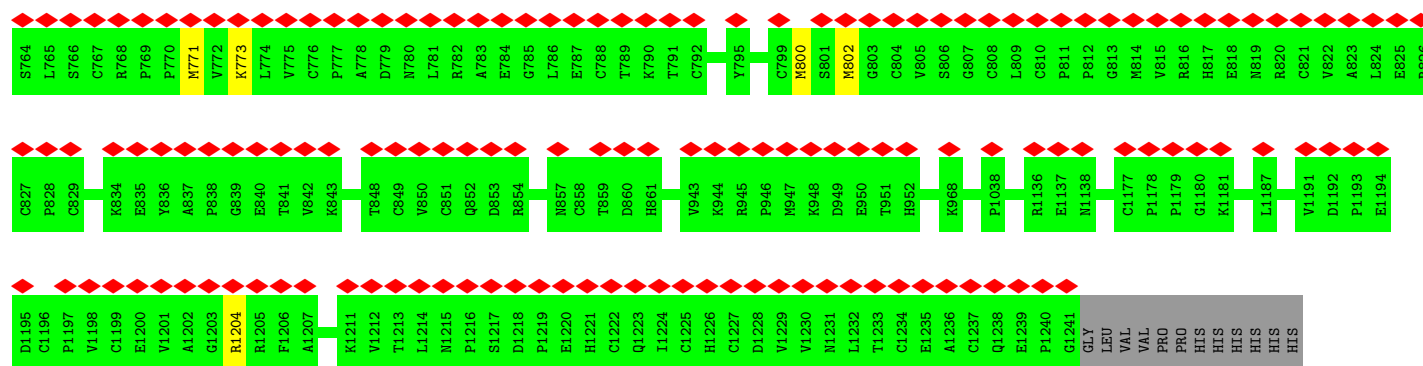 S764 L765 S766 C767 R768 P769 P770 M771 V772 K773 L774 V775 C776 P777 A778 D779 N780 L781 R782 A783 E784 G785 L786 E787 C788 T789 K790 T791 C792 Y795 C799 M800 S801 M802 G803 C804 V805 S806 G807 C808 L809 C810 P811 P812 G813 M814 V815 R816 H817 E818 N819 R820 C821 V822 A823 L824 E825
C827 P828 C829 K834 E835 Y836 A837 P838 G839 E840 T841 V842 K843 T848 C849 V850 C851 Q852 D853 R854 N857 C858 T859 D860 H861 V943 K944 R945 P946 M947 K948 D949 E950 T951 H952 K968 P1038 R1136 E1137 N1138 C1177 P1178 P1179 G1180 K1181 L1187 V1191 D1192 P1193 E1194
D1195 C1196 P1197 V1198 C1199 E1200 V1201 A1202 G1203 R1204 R1205 F1206 A1207 K1211 V1212 T1213 L1214 N1215 P1216 S1217 D1218 P1219 E1220 H1221 C1222 Q1223 I1224 C1225 H1226 C1227 D1228 V1229 V1230 N1231 L1232 T1233 C1234 E1235 A1236 C1237 Q1238 E1239 P1240 G1241 GLY LEU VAL VAL PRO PRO HIS HIS HIS HIS HIS HIS